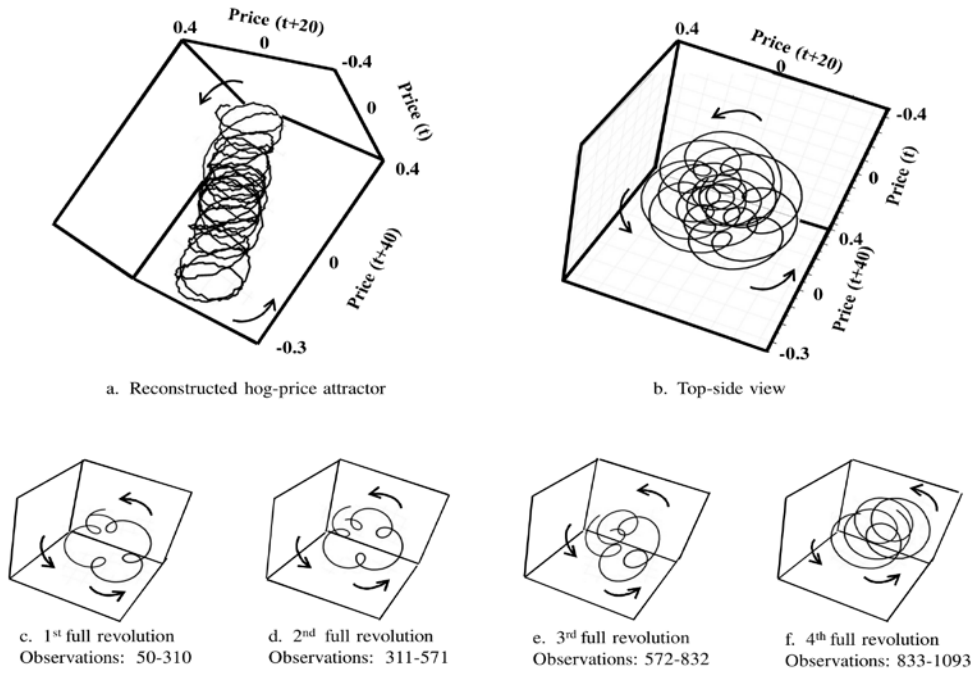 0.4
Price (t+20)
0
-0.4
Price (t)
0
0.4
Price (t+40)
0
-0.3
a. Reconstructed hog-price attractor
0.4
Price (t+20)
0
-0.4
Price (t)
0
0.4
Price (t+40)
0
-0.3
b. Top-side view
c. 1st full revolution
Observations: 50-310
d. 2nd full revolution
Observations: 311-571
e. 3rd full revolution
Observations: 572-832
f. 4th full revolution
Observations: 833-1093